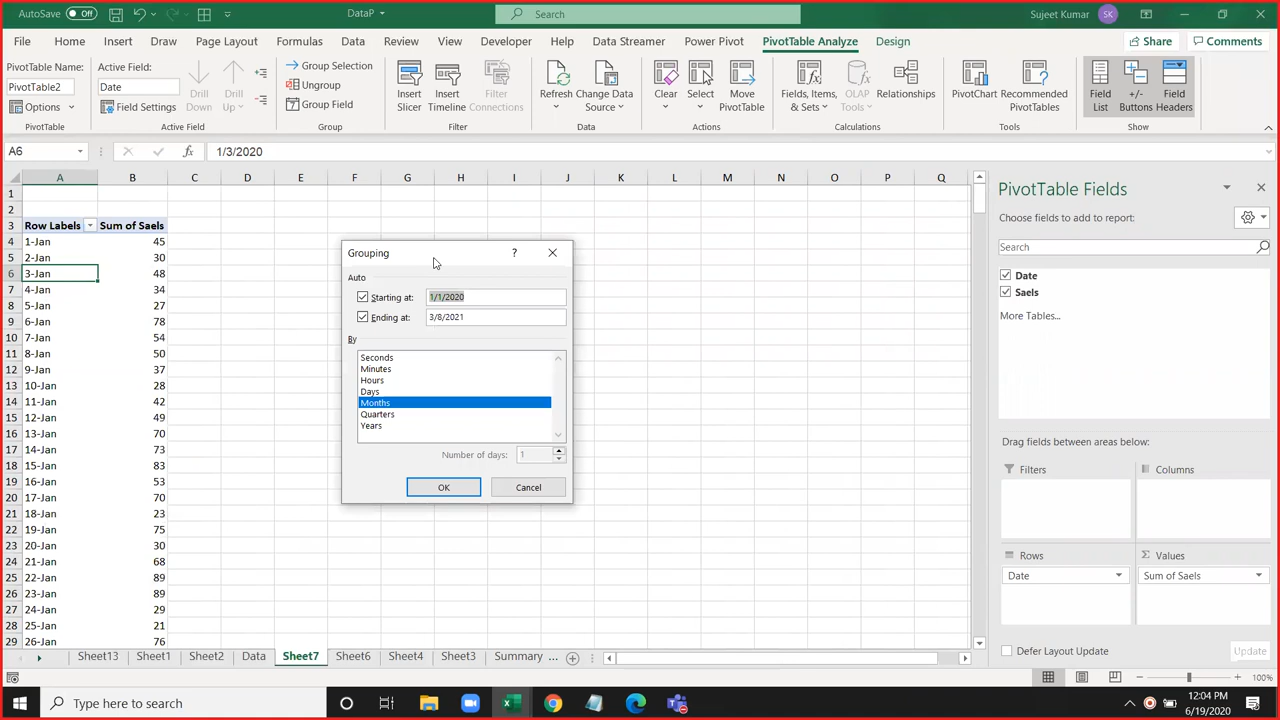 AutoSave Off
DataP
Search
Sujeet Kumar SK
File Home Insert Draw Page Layout Formulas Data Review View Developer Help Data Streamer Power Pivot PivotTable Analyze Design Share Comments
PivotTable Name:
PivotTable2
Options
PivotTable
Active Field:
Date
Field Settings
Drill Down
Drill Up
Active Field
Group Selection
Ungroup
Group Field
Group
Insert Slicer
Insert Timeline
Filter Connections
Filter
Refresh
Change Data Source
Data
Clear
Select
Move PivotTable
Actions
Fields, Items, & Sets
OLAP Tools
Relationships
Calculations
PivotChart
Recommended PivotTables
Tools
Field List
+/- Buttons
Field Headers
Show
A6 fx 1/3/2020
A B C D E F G H I J K L M N O P Q
1
2
3 Row Labels Sum of Saels
4 1-Jan 45
5 2-Jan 30
6 3-Jan 48
7 4-Jan 34
8 5-Jan 27
9 6-Jan 78
10 7-Jan 54
11 8-Jan 50
12 9-Jan 37
13 10-Jan 28
14 11-Jan 42
15 12-Jan 49
16 13-Jan 70
17 14-Jan 73
18 15-Jan 83
19 16-Jan 53
20 17-Jan 70
21 18-Jan 23
22 19-Jan 75
23 20-Jan 30
24 21-Jan 68
25 22-Jan 89
26 23-Jan 89
27 24-Jan 29
28 25-Jan 21
29 26-Jan 76
Grouping ?
Auto
Starting at: 1/1/2020
Ending at: 3/8/2021
By
Seconds
Minutes
Hours
Days
Months
Quarters
Years
Number of days: 1
OK Cancel
PivotTable Fields
Choose fields to add to report:
Search
Date
Saels
More Tables...
Drag fields between areas below:
Filters
Columns
Rows
Values
Date
Sum of Saels
Defer Layout Update Update
Sheet13 Sheet1 Sheet2 Data Sheet7 Sheet6 Sheet4 Sheet3 Summary ...
100%
Type here to search
12:04 PM
6/19/2020